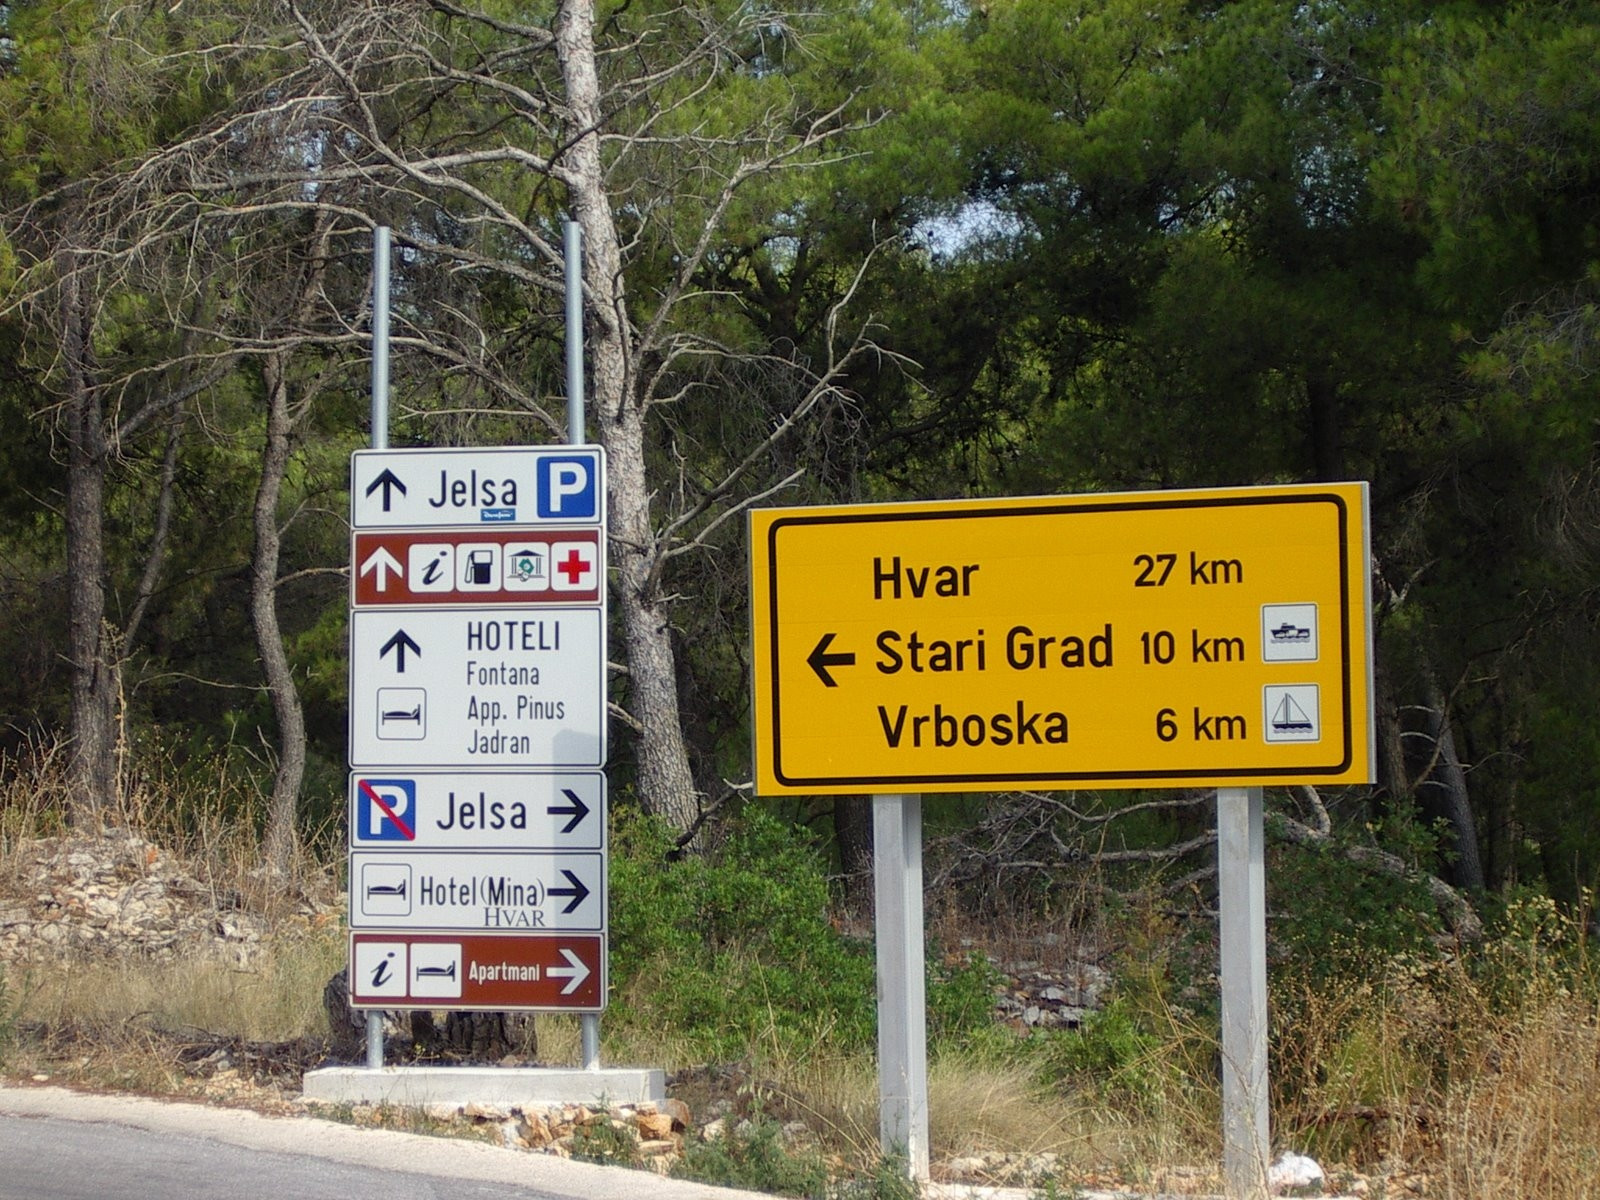 Jelsa P
i
HOTELI
Fontana
App. Pinus
Jadran
P Jelsa
Hotel (Mina)
HVAR
i Apartmani
Hvar 27 km
Stari Grad 10 km
Vrboska 6 km